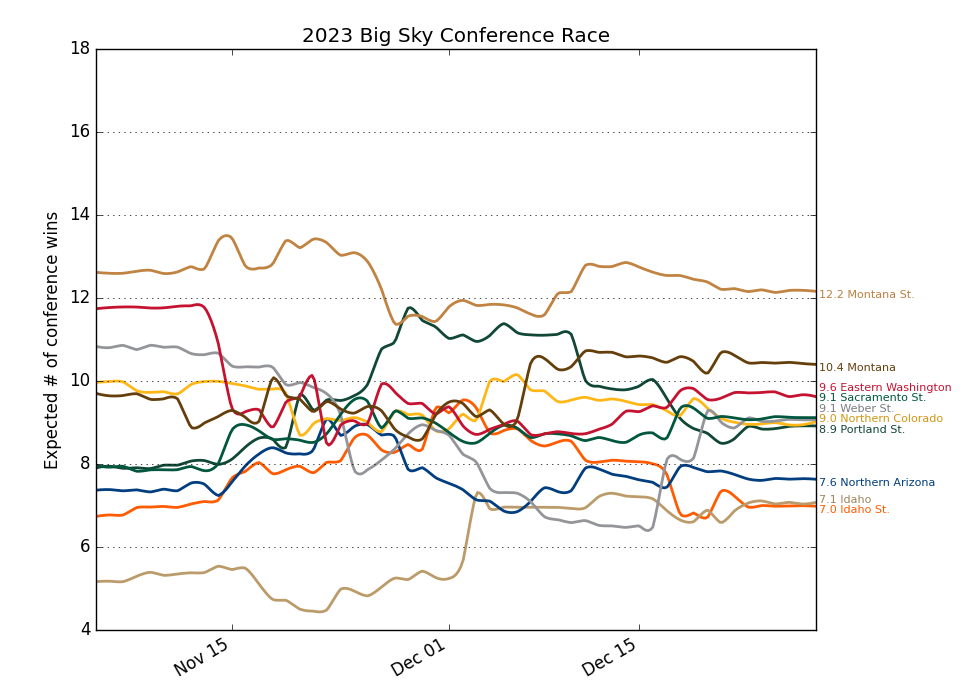 2023 Big Sky Conference Race
Expected # of conference wins
18
16
14
12
10
8
6
4
Nov 15
Dec 01
Dec 15
12.2 Montana St.
10.4 Montana
9.6 Eastern Washington
9.1 Sacramento St.
9.1 Weber St.
9.0 Northern Colorado
8.9 Portland St.
7.6 Northern Arizona
7.1 Idaho
7.0 Idaho St.